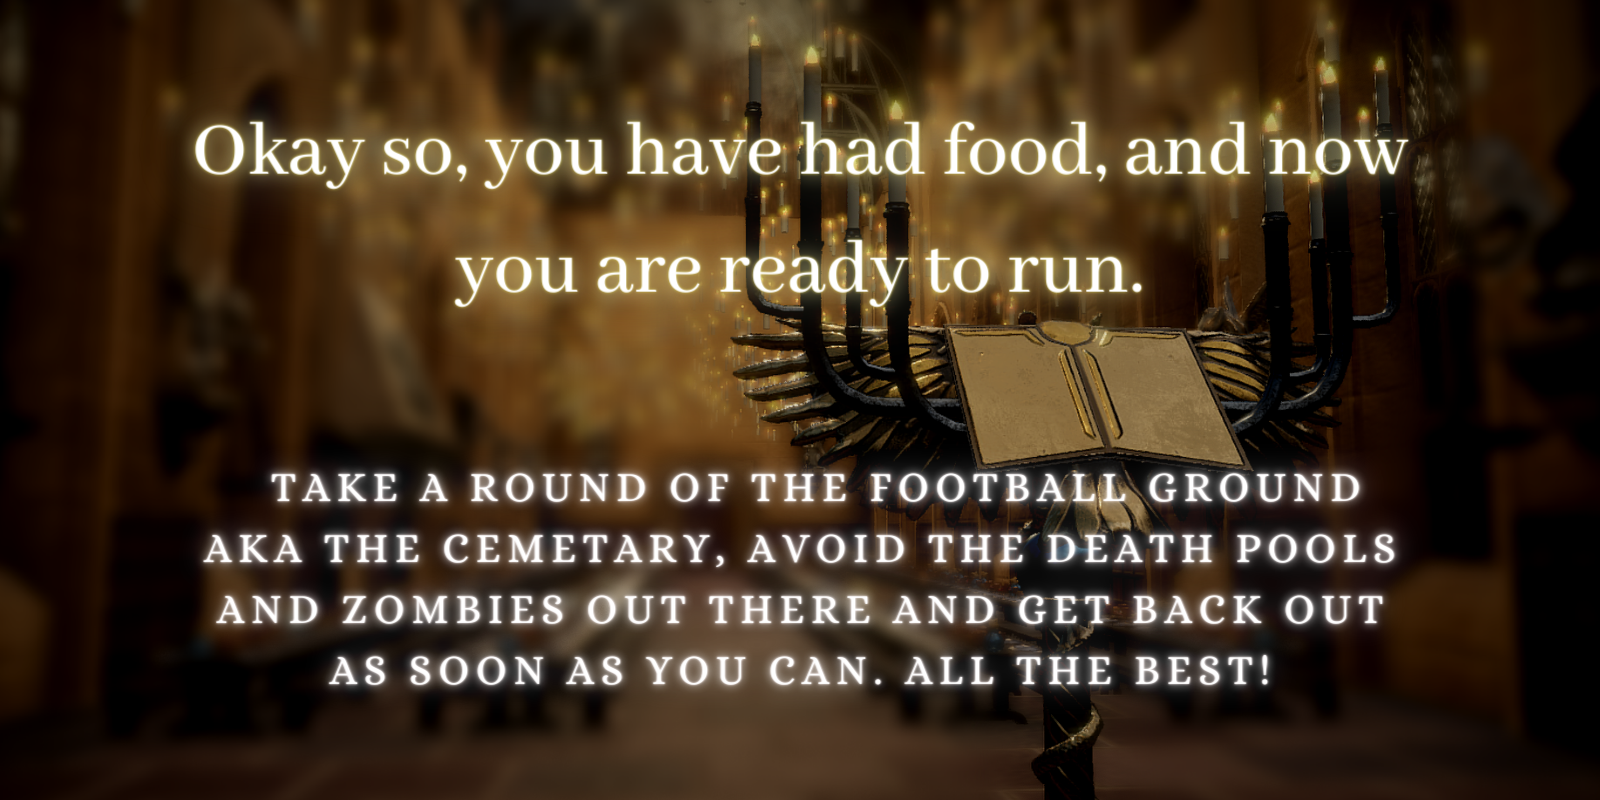 Okay so, you have had food, and now
you are ready to run.
TAKE A ROUND OF THE FOOTBALL GROUND
AKA THE CEMETARY, AVOID THE DEATH POOLS
AND ZOMBIES OUT THERE AND GET BACK OUT
AS SOON AS YOU CAN. ALL THE BEST!